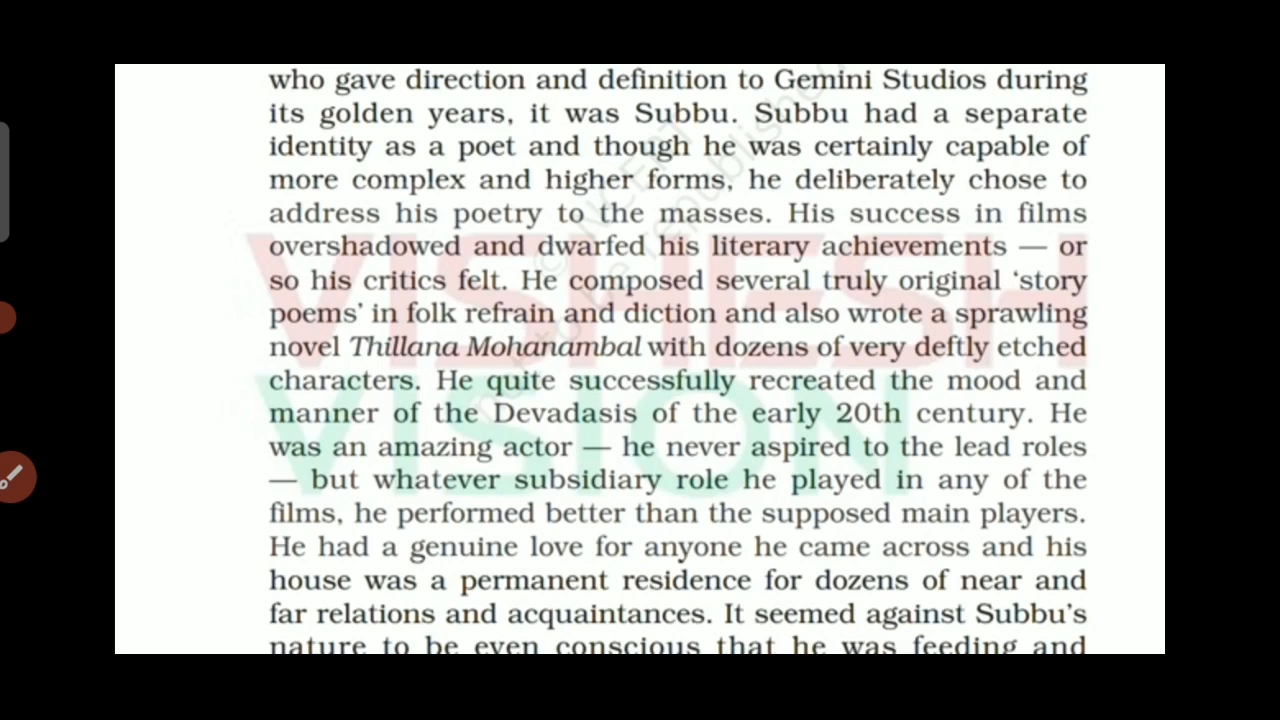 who gave direction and definition to Gemini Studios during
its golden years, it was Subbu. Subbu had a separate
identity as a poet and though he was certainly capable of
more complex and higher forms, he deliberately chose to
address his poetry to the masses. His success in films
overshadowed and dwarfed his literary achievements — or
so his critics felt. He composed several truly original ‘story
poems’ in folk refrain and diction and also wrote a sprawling
novel Thillana Mohanambal with dozens of very deftly etched
characters. He quite successfully recreated the mood and
manner of the Devadasis of the early 20th century. He
was an amazing actor — he never aspired to the lead roles
— but whatever subsidiary role he played in any of the
films, he performed better than the supposed main players.
He had a genuine love for anyone he came across and his
house was a permanent residence for dozens of near and
far relations and acquaintances. It seemed against Subbu’s
nature to be even conscious that he was feeding and
VISHESH
VISION